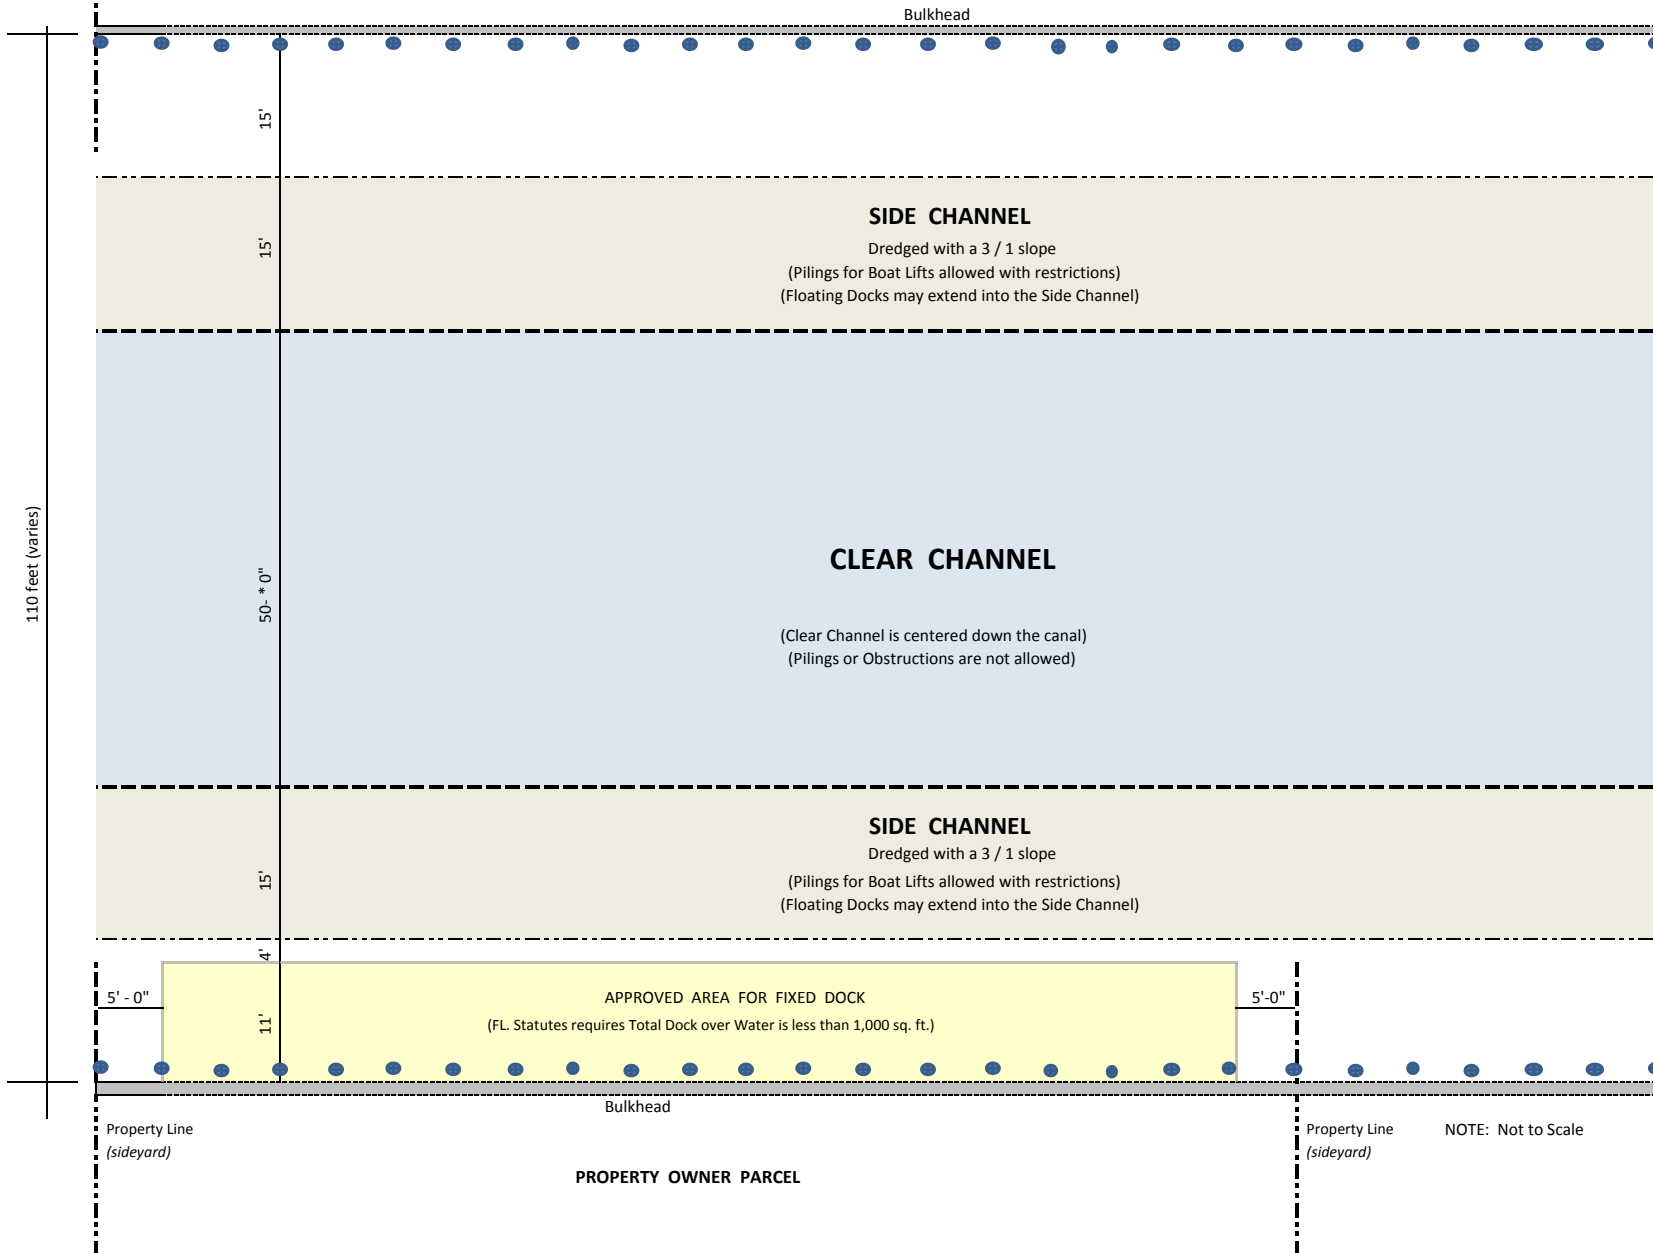 Bulkhead
15'
SIDE CHANNEL
15'
Dredged with a 3 / 1 slope
(Pilings for Boat Lifts allowed with restrictions)
(Floating Docks may extend into the Side Channel)
110 feet (varies)
50- * 0"
CLEAR CHANNEL
(Clear Channel is centered down the canal)
(Pilings or Obstructions are not allowed)
SIDE CHANNEL
Dredged with a 3 / 1 slope
15'
(Pilings for Boat Lifts allowed with restrictions)
(Floating Docks may extend into the Side Channel)
4'
5' - 0"
APPROVED AREA FOR FIXED DOCK
5'-0"
11'
(FL. Statutes requires Total Dock over Water is less than 1,000 sq. ft.)
Bulkhead
Property Line
(sideyard)
Property Line
(sideyard)
NOTE: Not to Scale
PROPERTY OWNER PARCEL